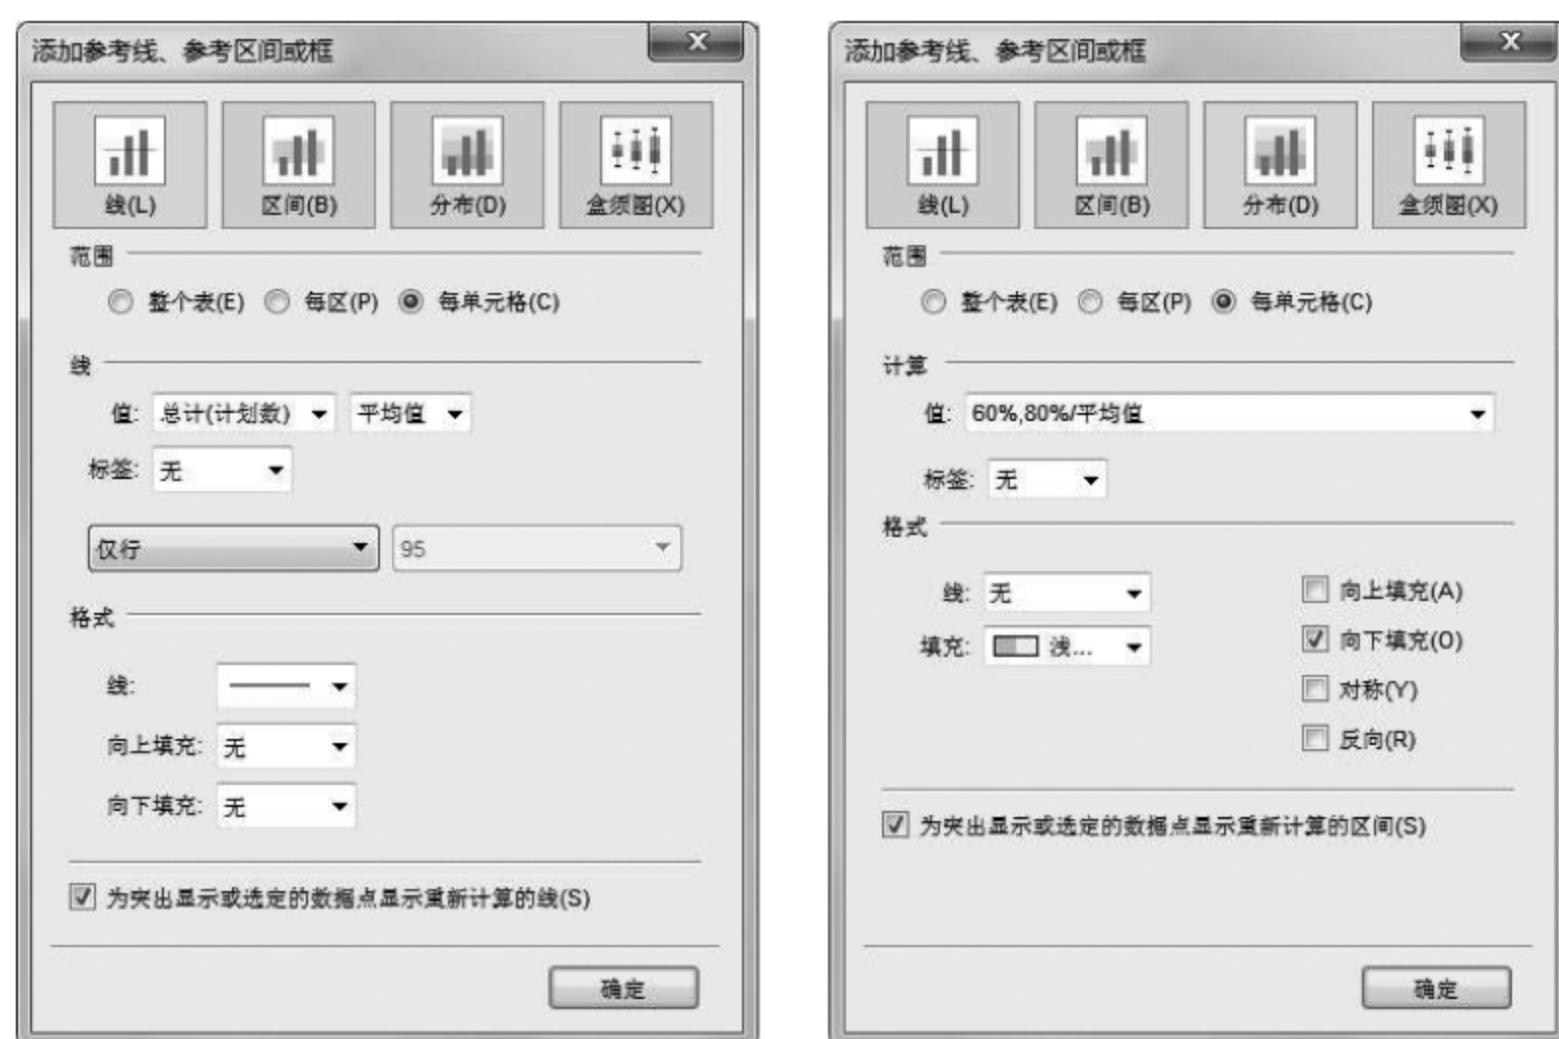 添加参考线、参考区间或框
线(L) 区间(B) 分布(D) 盒须图(X)
范围
整个表(E) 每区(P) 每单元格(C)
线
值: 总计(计划数) 平均值
标签: 无
仅行 95
格式
线:
向上填充: 无
向下填充: 无
为突出显示或选定的数据点显示重新计算的线(S)
确定
添加参考线、参考区间或框
线(L) 区间(B) 分布(D) 盒须图(X)
范围
整个表(E) 每区(P) 每单元格(C)
计算
值: 60%,80%/平均值
标签: 无
格式
线: 无 向上填充(A)
填充: 浅... 向下填充(O)
对称(Y)
反向(R)
为突出显示或选定的数据点显示重新计算的区间(S)
确定